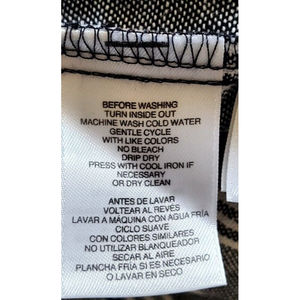 BEFORE WASHING
TURN INSIDE OUT
MACHINE WASH COLD WATER
GENTLE CYCLE
WITH LIKE COLORS
NO BLEACH
DRIP DRY
PRESS WITH COOL IRON IF
NECESSARY
OR DRY CLEAN
ANTES DE LAVAR
VOLTEAR AL REVES
LAVAR A MAQUINA CON AGUA FRÍA
CICLO SUAVE
CON COLORES SIMILARES
NO UTILIZAR BLANQUEADOR
SECAR AL AIRE
PLANCHA FRÍA SI ES NECESARIO
O LAVAR EN SECO